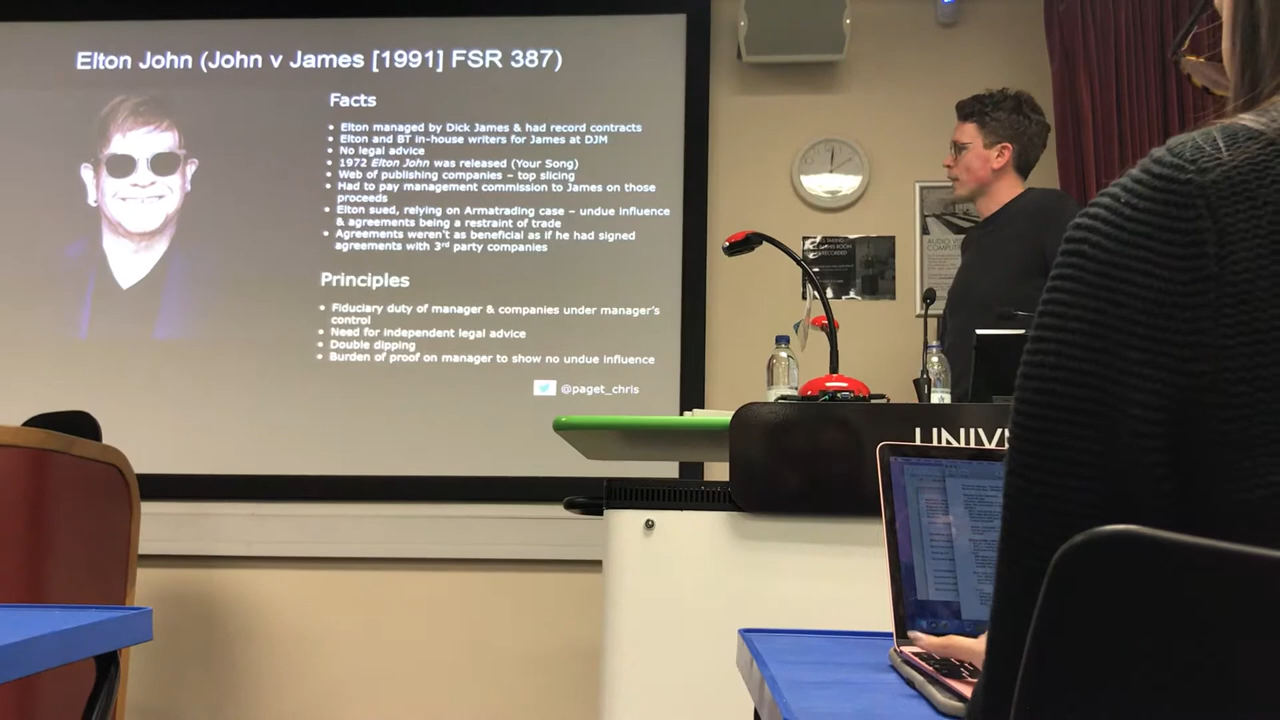 Elton John (John v James [1991] FSR 387)
Facts
• Elton managed by Dick James & had record contracts
• Elton and BT in-house writers for James at DJM
• No legal advice
• 1972 Elton John was released (Your Song)
• Web of publishing companies – top slicing
• Had to pay management commission to James on those
proceeds
• Elton sued, relying on Armatrading case – undue influence
& agreements being a restraint of trade
• Agreements weren't as beneficial as if he had signed
agreements with 3rd party companies
Principles
• Fiduciary duty of manager & companies under manager's
control
• Need for independent legal advice
• Double dipping
• Burden of proof on manager to show no undue influence
@paget_chris
AUDIO
UNIV